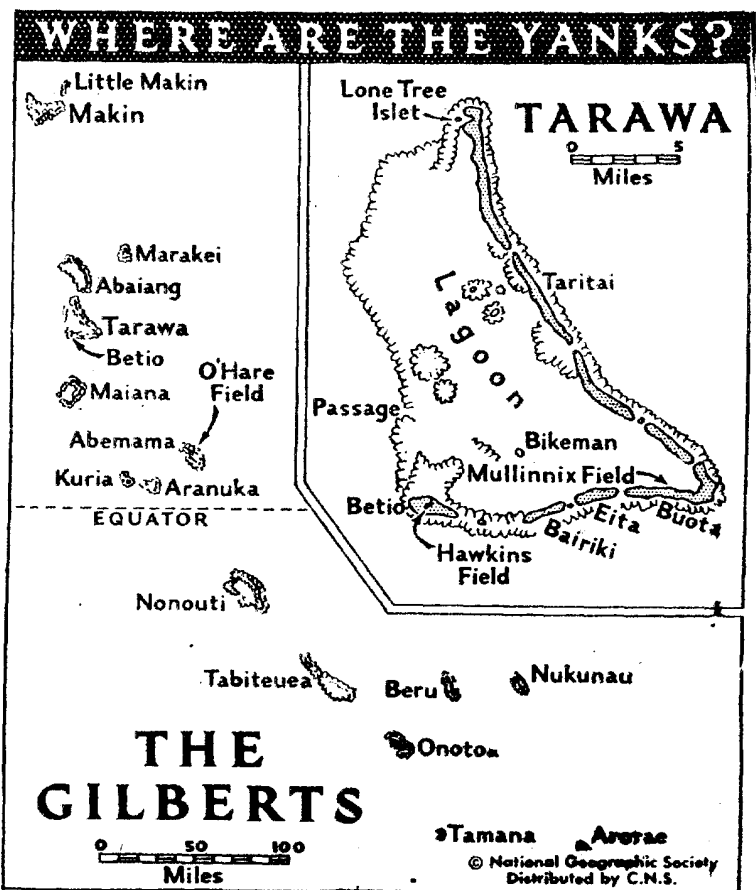 WHERE ARE THE YANKS?
Little Makin
Makin
Marakei
Abaiang
Tarawa
Betio
O'Hare
Field
Maiana
Abemama
Kuria
Aranuka
EQUATOR
Lone Tree
Islet
TARAWA
0 5
Miles
Taritai
Lagoon
Passage
Bikeman
Mullinnix Field
Betio
Buota
Eita
Bairiki
Hawkins
Field
Nonouti
Tabiteuea
Beru
Nukunau
Onotoa
THE
GILBERTS
0 50 100
Miles
Tamana
Arorae
© National Geographic Society
Distributed by C.N.S.